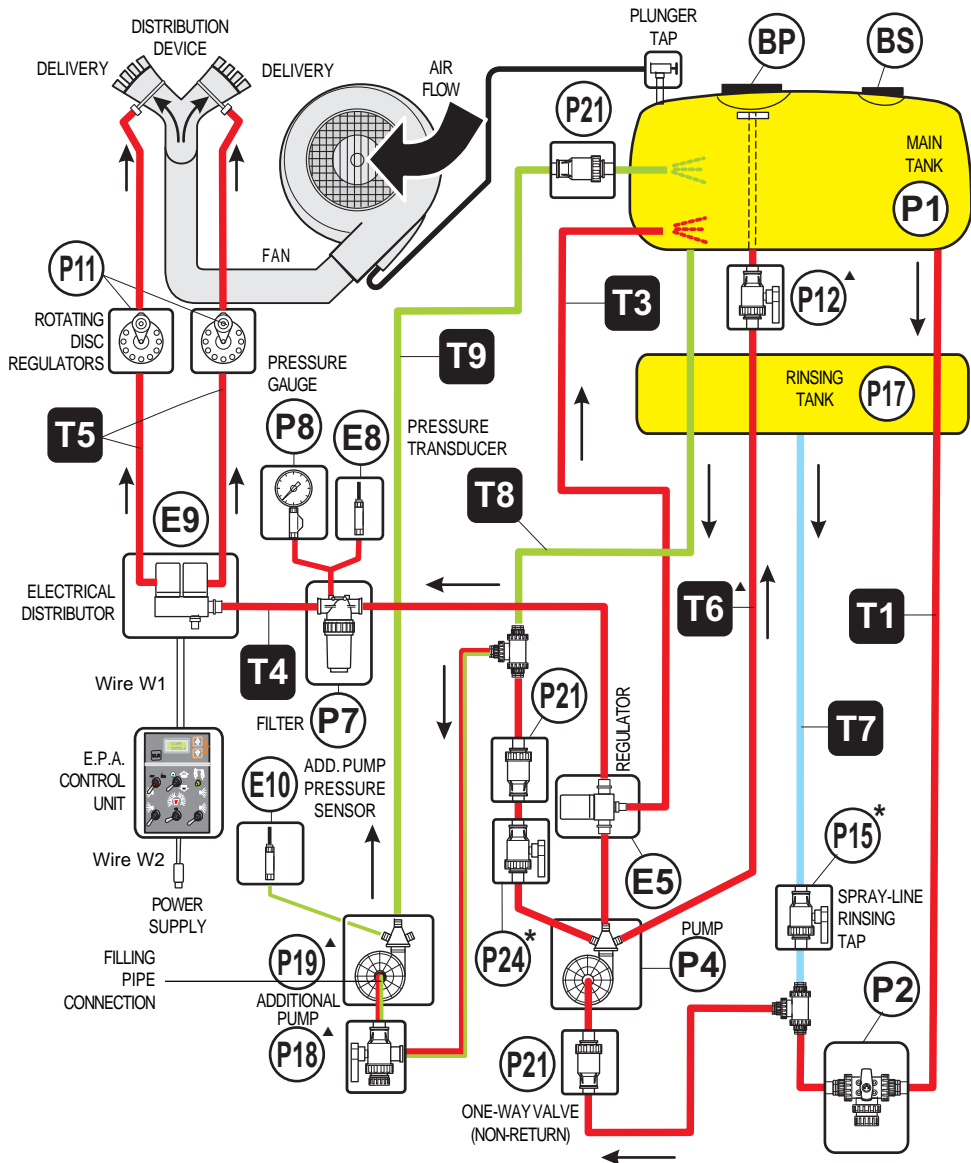 DISTRIBUTION
DEVICE
DELIVERY
DELIVERY
AIR
FLOW
PLUNGER
TAP
BP
BS
P21
MAIN
TANK
P1
FAN
P11
ROTATING
DISC
REGULATORS
T3
P12▲
T9
PRESSURE
GAUGE
P8
E8
PRESSURE
TRANSDUCER
RINSING
TANK
P17
T5
T8
E9
ELECTRICAL
DISTRIBUTOR
T6▲
T1
T4
Wire W1
FILTER
P7
P21
REGULATOR
T7
E.P.A.
CONTROL
UNIT
E10
ADD. PUMP
PRESSURE
SENSOR
Wire W2
E5
P15*
SPRAY-LINE
RINSING
TAP
POWER
SUPPLY
FILLING
PIPE
CONNECTION
P19▲
P24*
PUMP
P4
P2
ADDITIONAL
PUMP
P18▲
P21
ONE-WAY VALVE
(NON-RETURN)